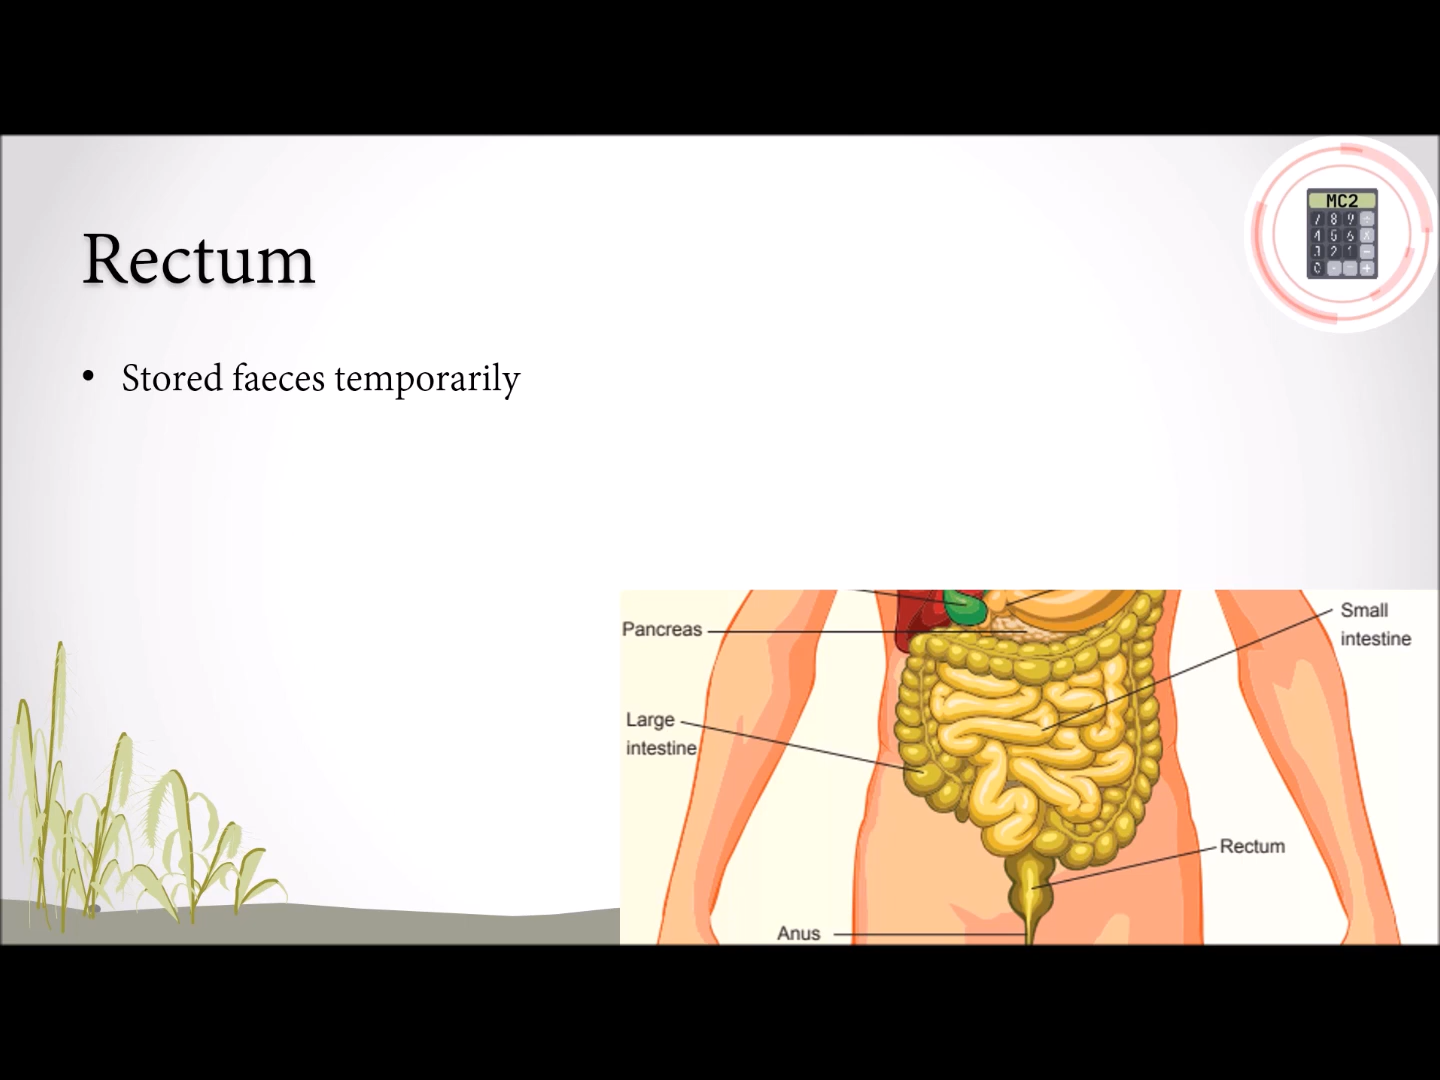 MC2
Rectum
• Stored faeces temporarily
Pancreas
Small
intestine
Large
intestine
Rectum
Anus